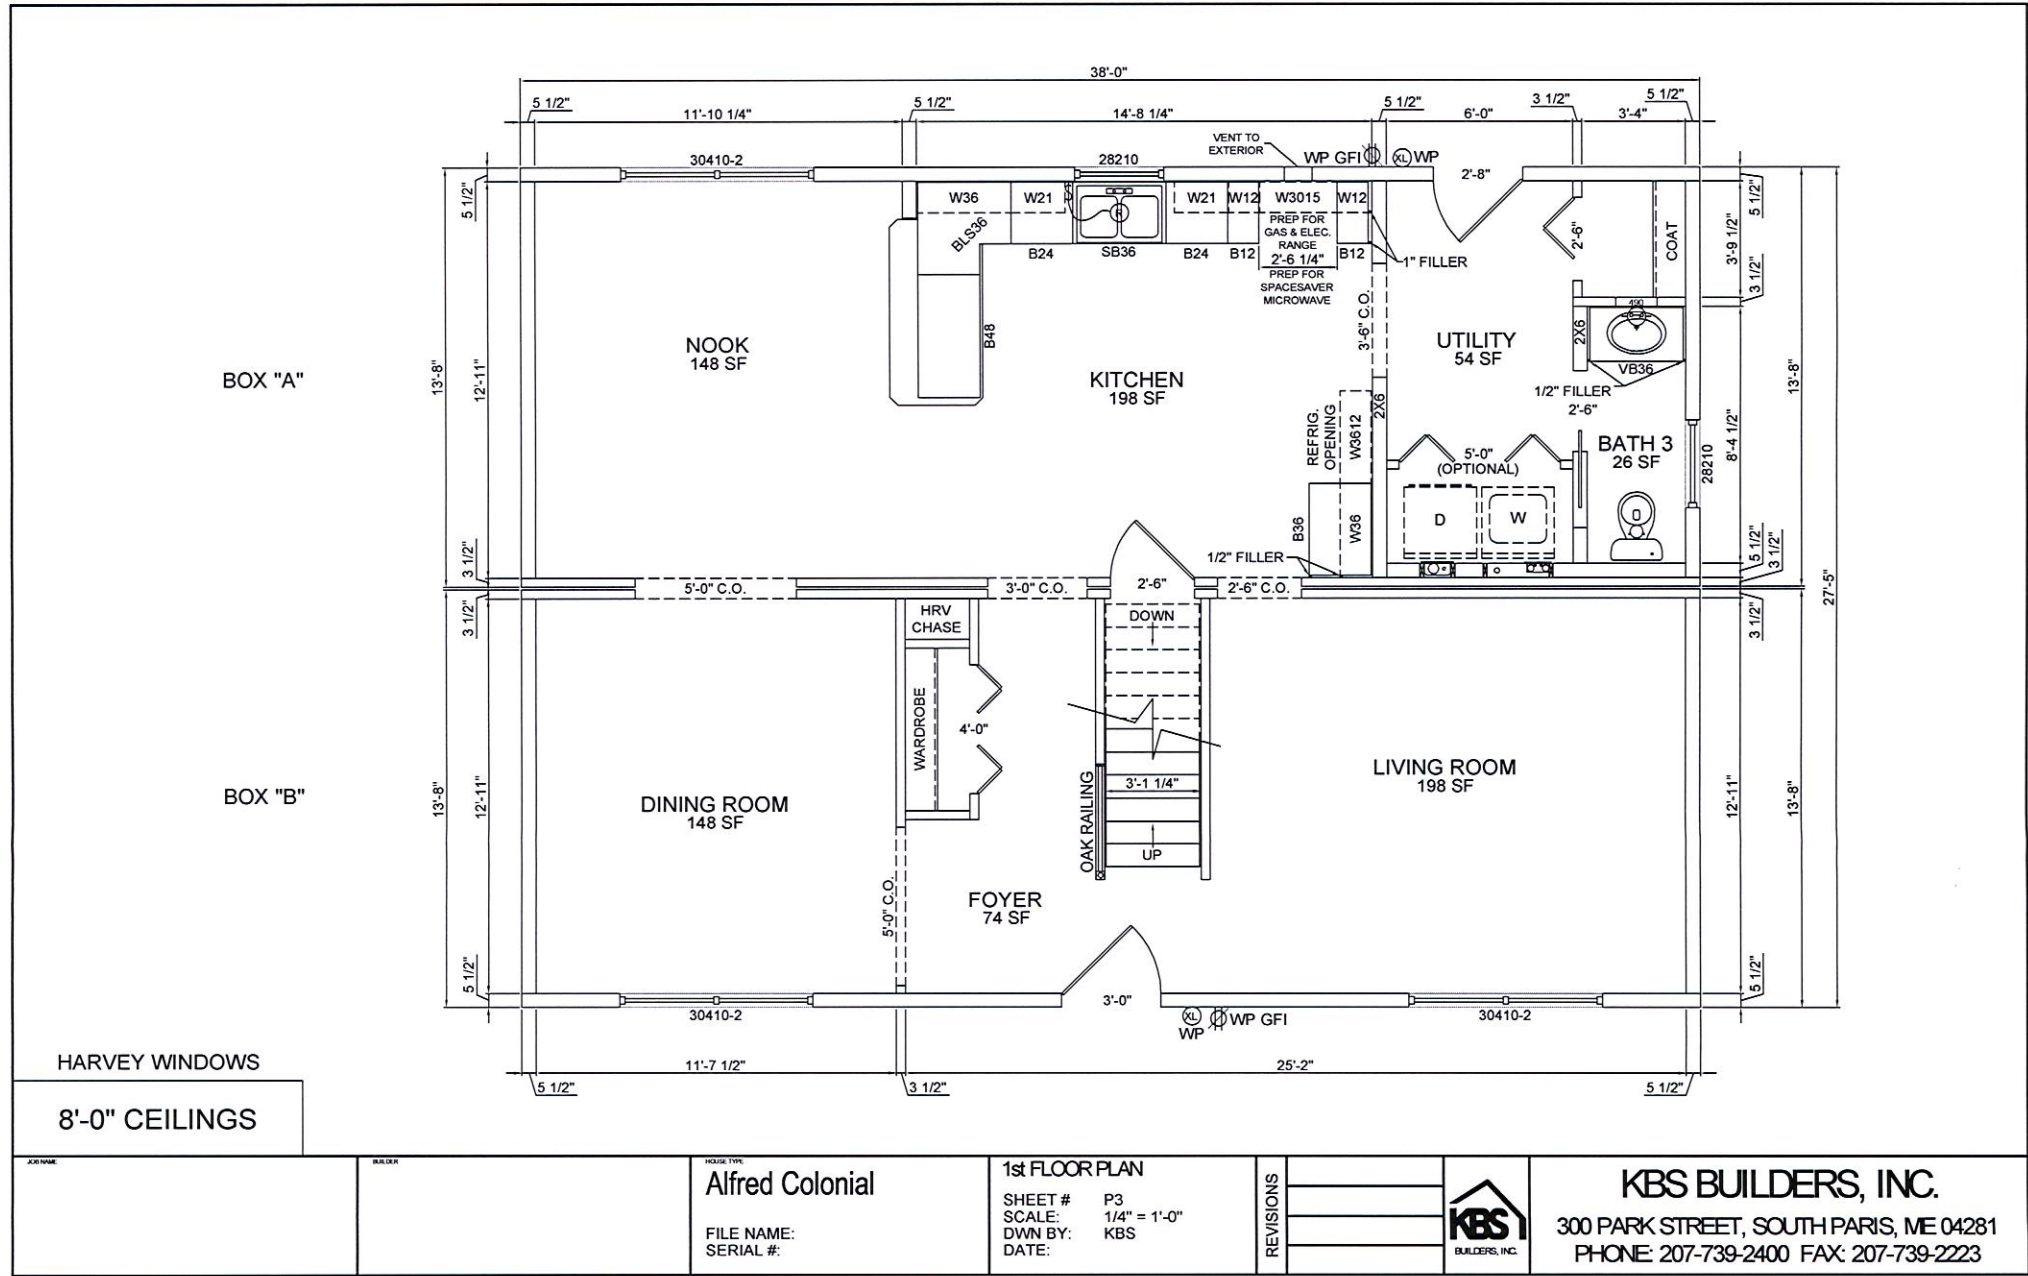 38'-0"
5 1/2"
11'-10 1/4"
5 1/2"
14'-8 1/4"
5 1/2"
6'-0"
3 1/2"
3'-4"
5 1/2"
VENT TO
EXTERIOR
WP GFI
XL WP
30410-2
28210
2'-8"
5 1/2"
W36
W21
R
W21
W12
W3015
W12
BLS36
B24
SB36
B24
B12
PREP FOR
GAS & ELEC.
RANGE
2'-6 1/4"
B12
PREP FOR
SPACESAVER
MICROWAVE
1" FILLER
2'-6"
COAT
5 1/2"
3'-9 1/2"
3 1/2"
3'-6" C.O.
B48
490
2X6
VB36
NOOK
148 SF
UTILITY
54 SF
KITCHEN
198 SF
BOX "A"
13'-8"
12'-11"
1/2" FILLER
2'-6"
13'-8"
2X6
REFRIG.
OPENING
W3612
BATH 3
26 SF
28210
8'-4 1/2"
5'-0"
(OPTIONAL)
D
W
B36
W36
1/2" FILLER
3 1/2"
5 1/2"
3 1/2"
27'-5"
5'-0" C.O.
3'-0" C.O.
2'-6"
2'-6" C.O.
3 1/2"
3 1/2"
HRV
CHASE
DOWN
WARDROBE
4'-0"
LIVING ROOM
198 SF
3'-1 1/4"
BOX "B"
13'-8"
12'-11"
DINING ROOM
148 SF
OAK RAILING
12'-11"
13'-8"
UP
5'-0" C.O.
FOYER
74 SF
5 1/2"
5 1/2"
3'-0"
30410-2
XL
WP
WP GFI
30410-2
11'-7 1/2"
25'-2"
5 1/2"
3 1/2"
5 1/2"
HARVEY WINDOWS
8'-0" CEILINGS
JOB NAME
BUILDER
HOUSE TYPE
Alfred Colonial
FILE NAME:
SERIAL #:
1st FLOOR PLAN
SHEET # P3
SCALE: 1/4" = 1'-0"
DWN BY: KBS
DATE:
REVISIONS
KBS
BUILDERS, INC.
KBS BUILDERS, INC.
300 PARK STREET, SOUTH PARIS, ME 04281
PHONE: 207-739-2400 FAX: 207-739-2223